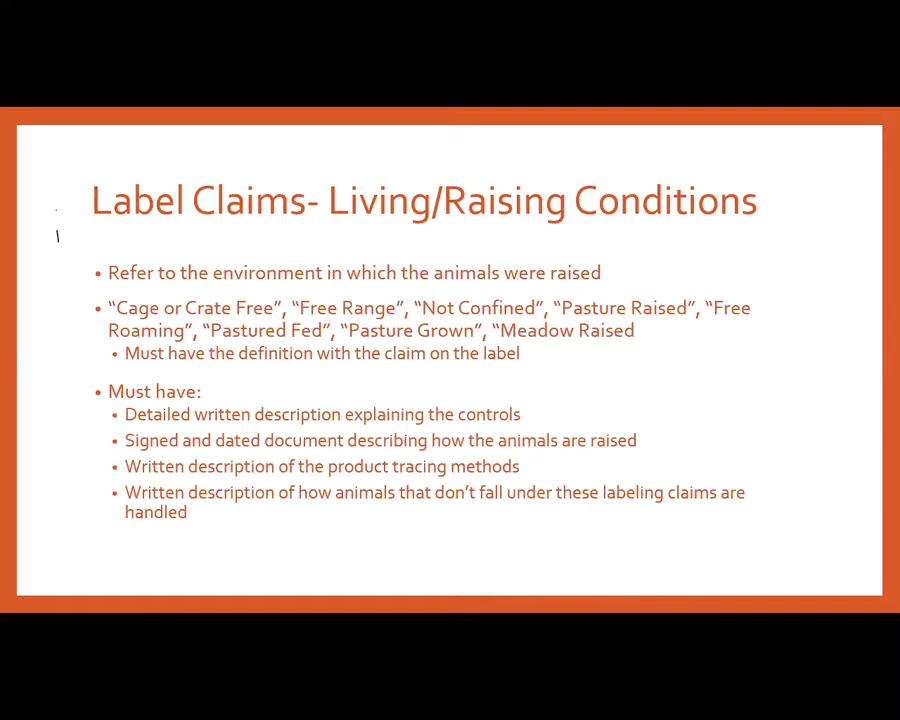 Label Claims- Living/Raising Conditions
• Refer to the environment in which the animals were raised
• “Cage or Crate Free”, “Free Range”, “Not Confined”, “Pasture Raised”, “Free
Roaming”, “Pastured Fed”, “Pasture Grown”, “Meadow Raised
• Must have the definition with the claim on the label
• Must have:
• Detailed written description explaining the controls
• Signed and dated document describing how the animals are raised
• Written description of the product tracing methods
• Written description of how animals that don’t fall under these labeling claims are
handled